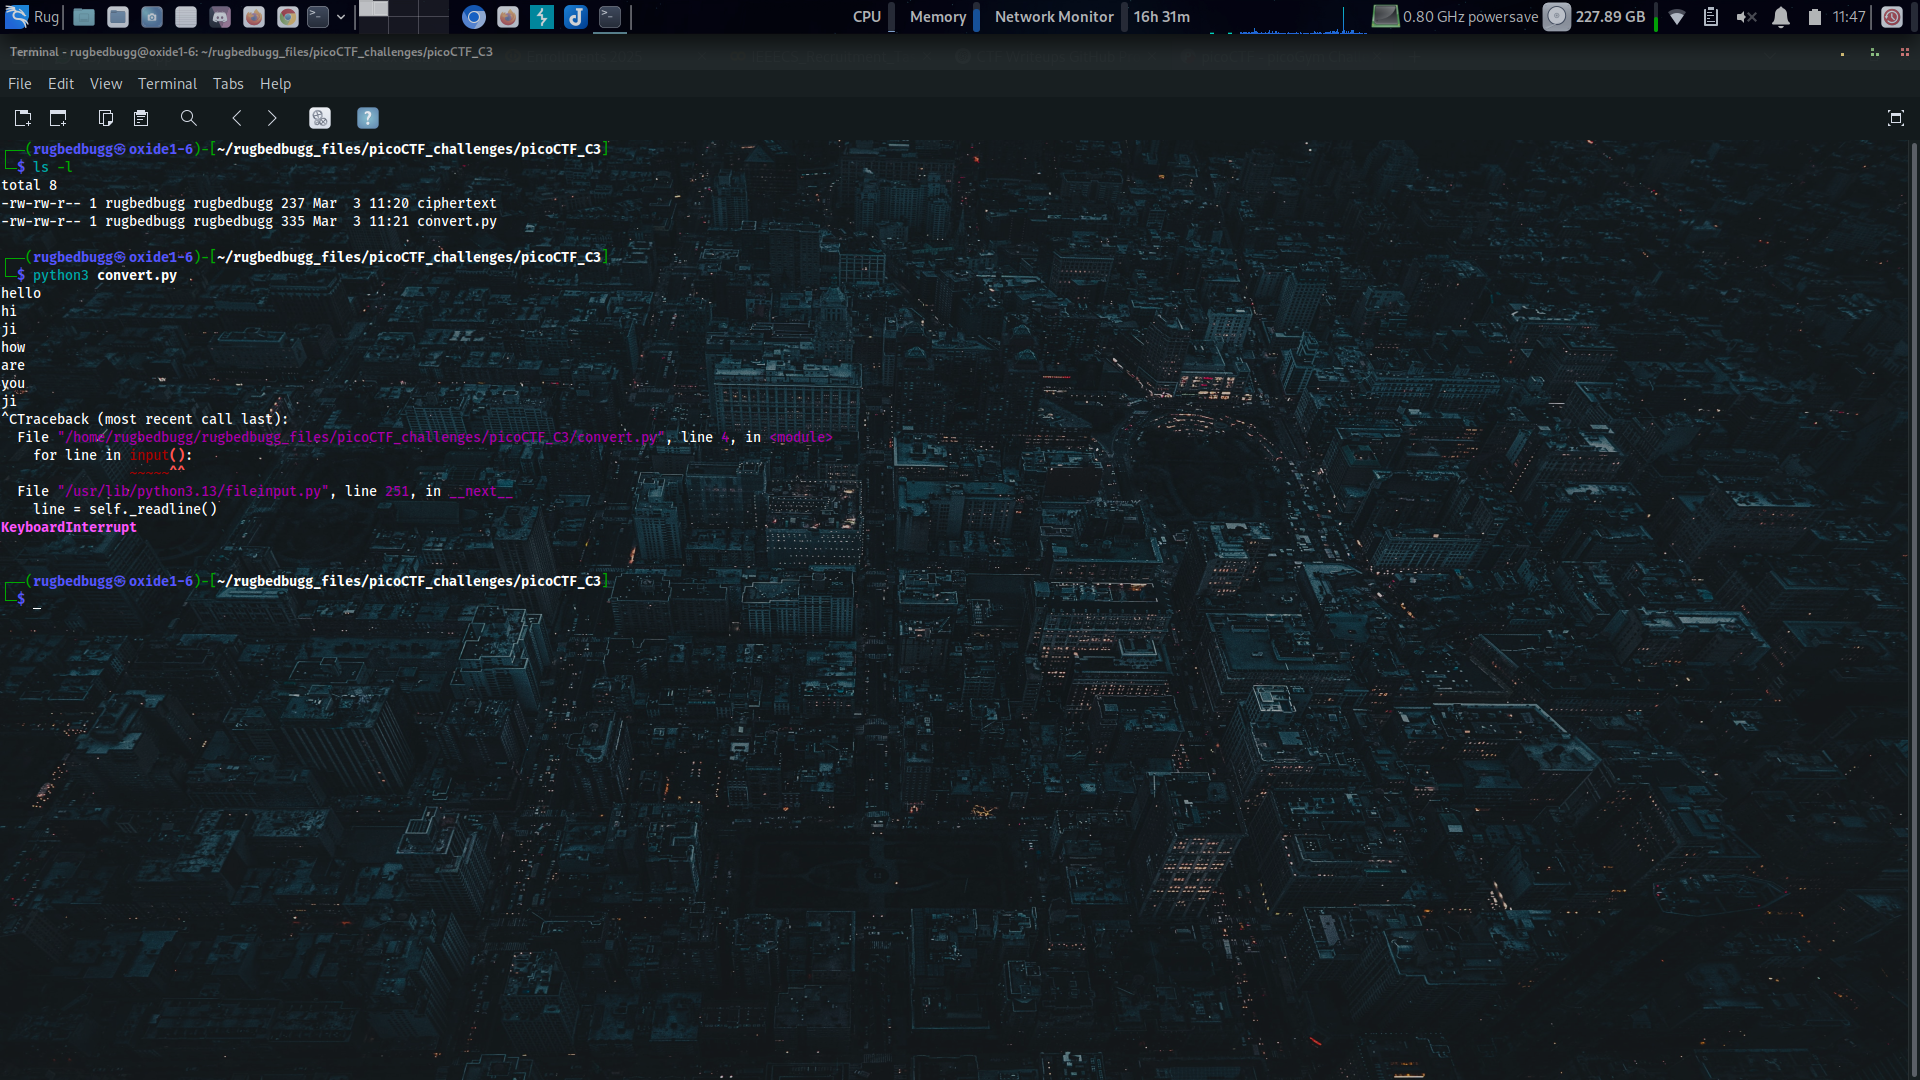 Rug CPU Memory Network Monitor 16h 31m 0.80 GHz powersave 227.89 GB 11:47
Terminal - rugbedbugg@oxide1-6: ~/rugbedbugg_files/picoCTF_challenges/picoCTF_C3
File Edit View Terminal Tabs Help
┌──(rugbedbugg㉿oxide1-6)-[~/rugbedbugg_files/picoCTF_challenges/picoCTF_C3]
└─$ ls -l
total 8
-rw-rw-r-- 1 rugbedbugg rugbedbugg 237 Mar  3 11:20 ciphertext
-rw-rw-r-- 1 rugbedbugg rugbedbugg 335 Mar  3 11:21 convert.py
┌──(rugbedbugg㉿oxide1-6)-[~/rugbedbugg_files/picoCTF_challenges/picoCTF_C3]
└─$ python3 convert.py
hello
hi
ji
how
are
you
ji
^CTraceback (most recent call last):
  File "/home/rugbedbugg/rugbedbugg_files/picoCTF_challenges/picoCTF_C3/convert.py", line 4, in <module>
    for line in input():
                ~~~~~^^
  File "/usr/lib/python3.13/fileinput.py", line 251, in __next__
    line = self._readline()
KeyboardInterrupt
┌──(rugbedbugg㉿oxide1-6)-[~/rugbedbugg_files/picoCTF_challenges/picoCTF_C3]
└─$ _